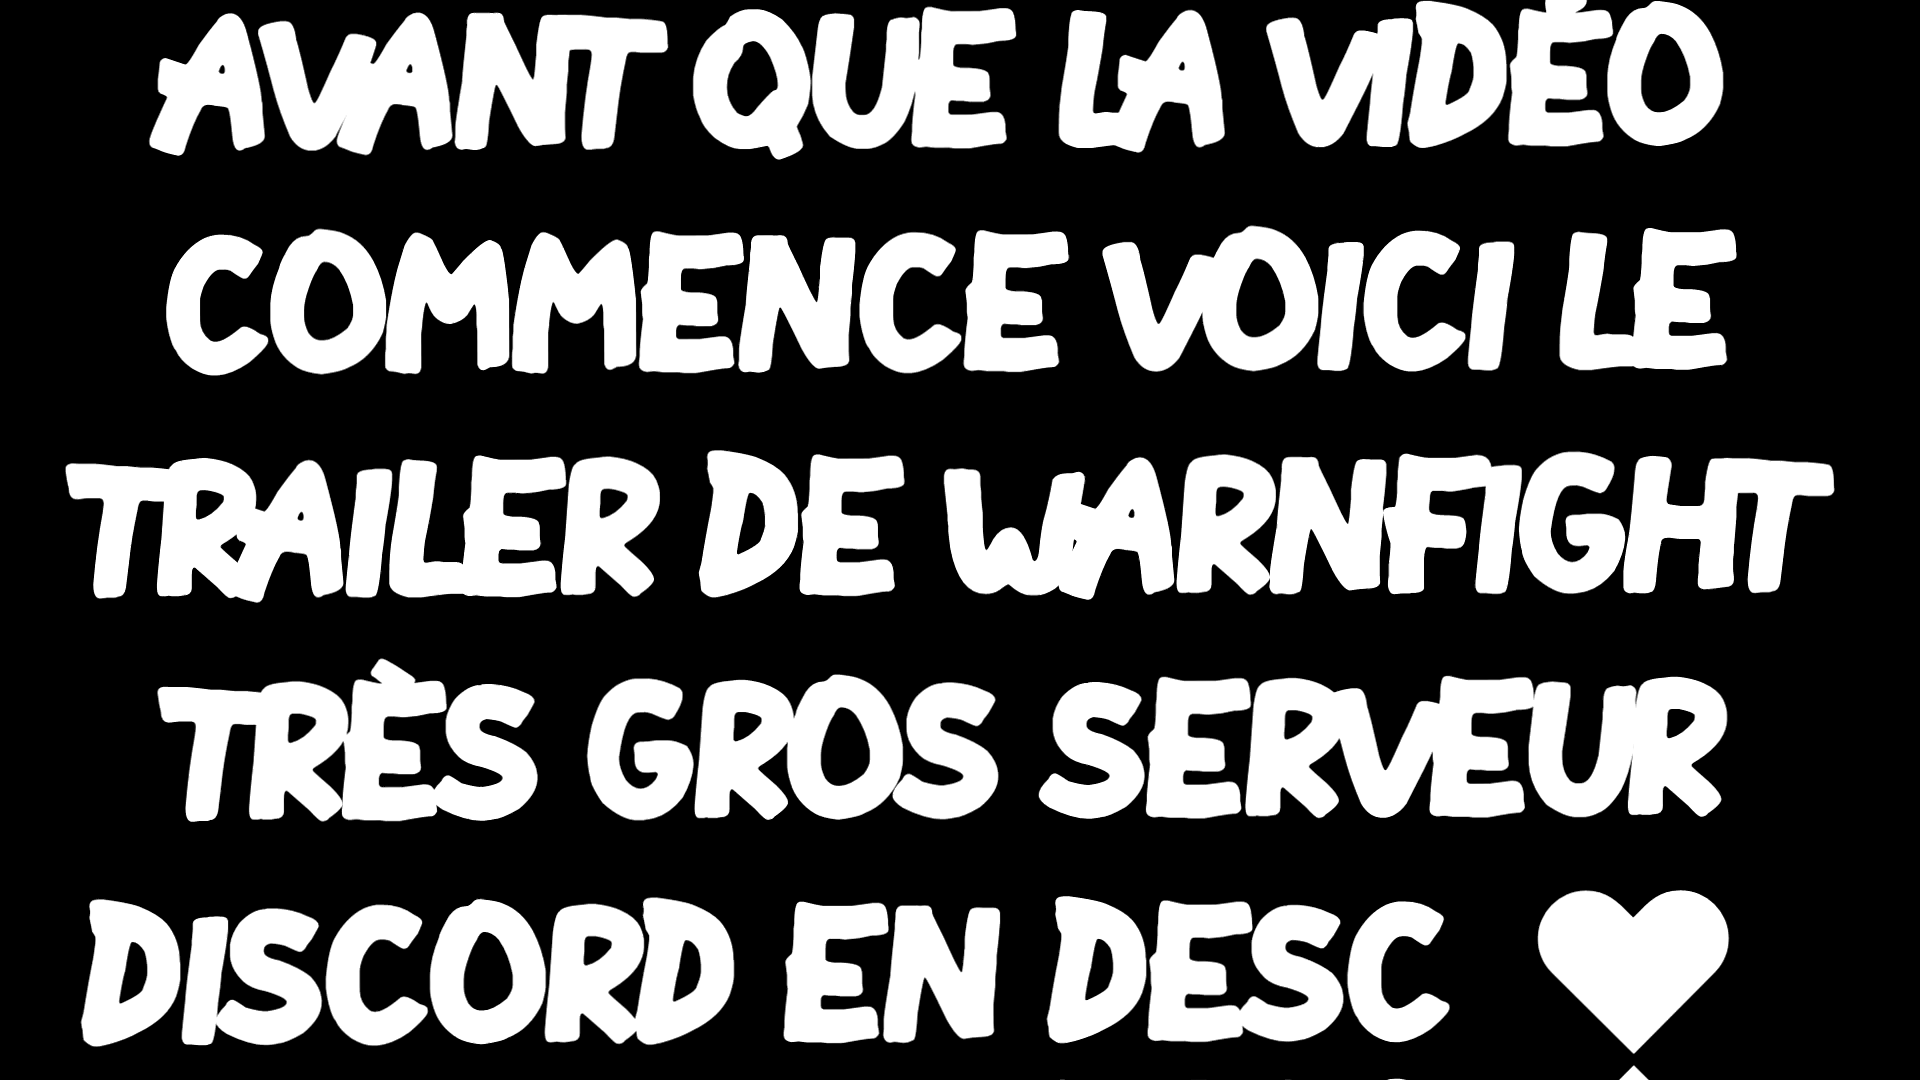 AVANT QUE LA VIDÉO
COMMENCE VOICI LE
TRAILER DE WARNFIGHT
TRÈS GROS SERVEUR
DISCORD EN DESC ♥